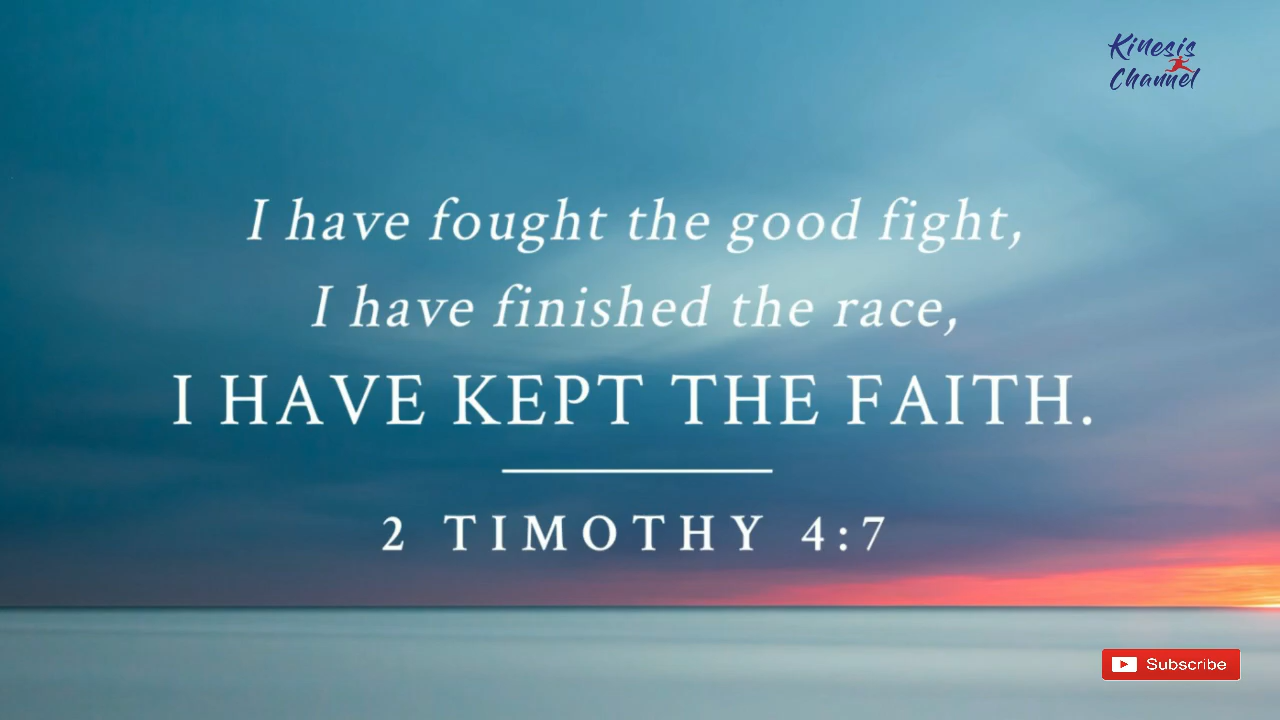 Kinesis
Channel
I have fought the good fight,
I have finished the race,
I HAVE KEPT THE FAITH.
2 TIMOTHY 4:7
Subscribe